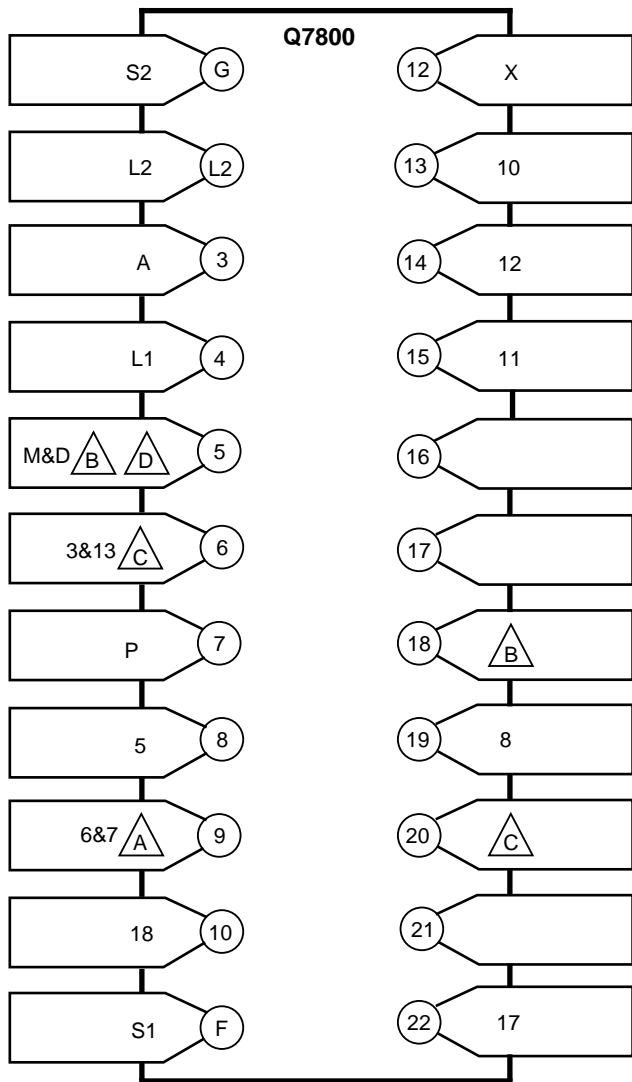 Q7800
S2 G 12 X
L2 L2 13 10
A 3 14 12
L1 4 15 11
M&D B D 5 16
3&13 C 6 17
P 7 18 B
5 8 19 8
6&7 A 9 20 C
18 10 21
S1 F 22 17